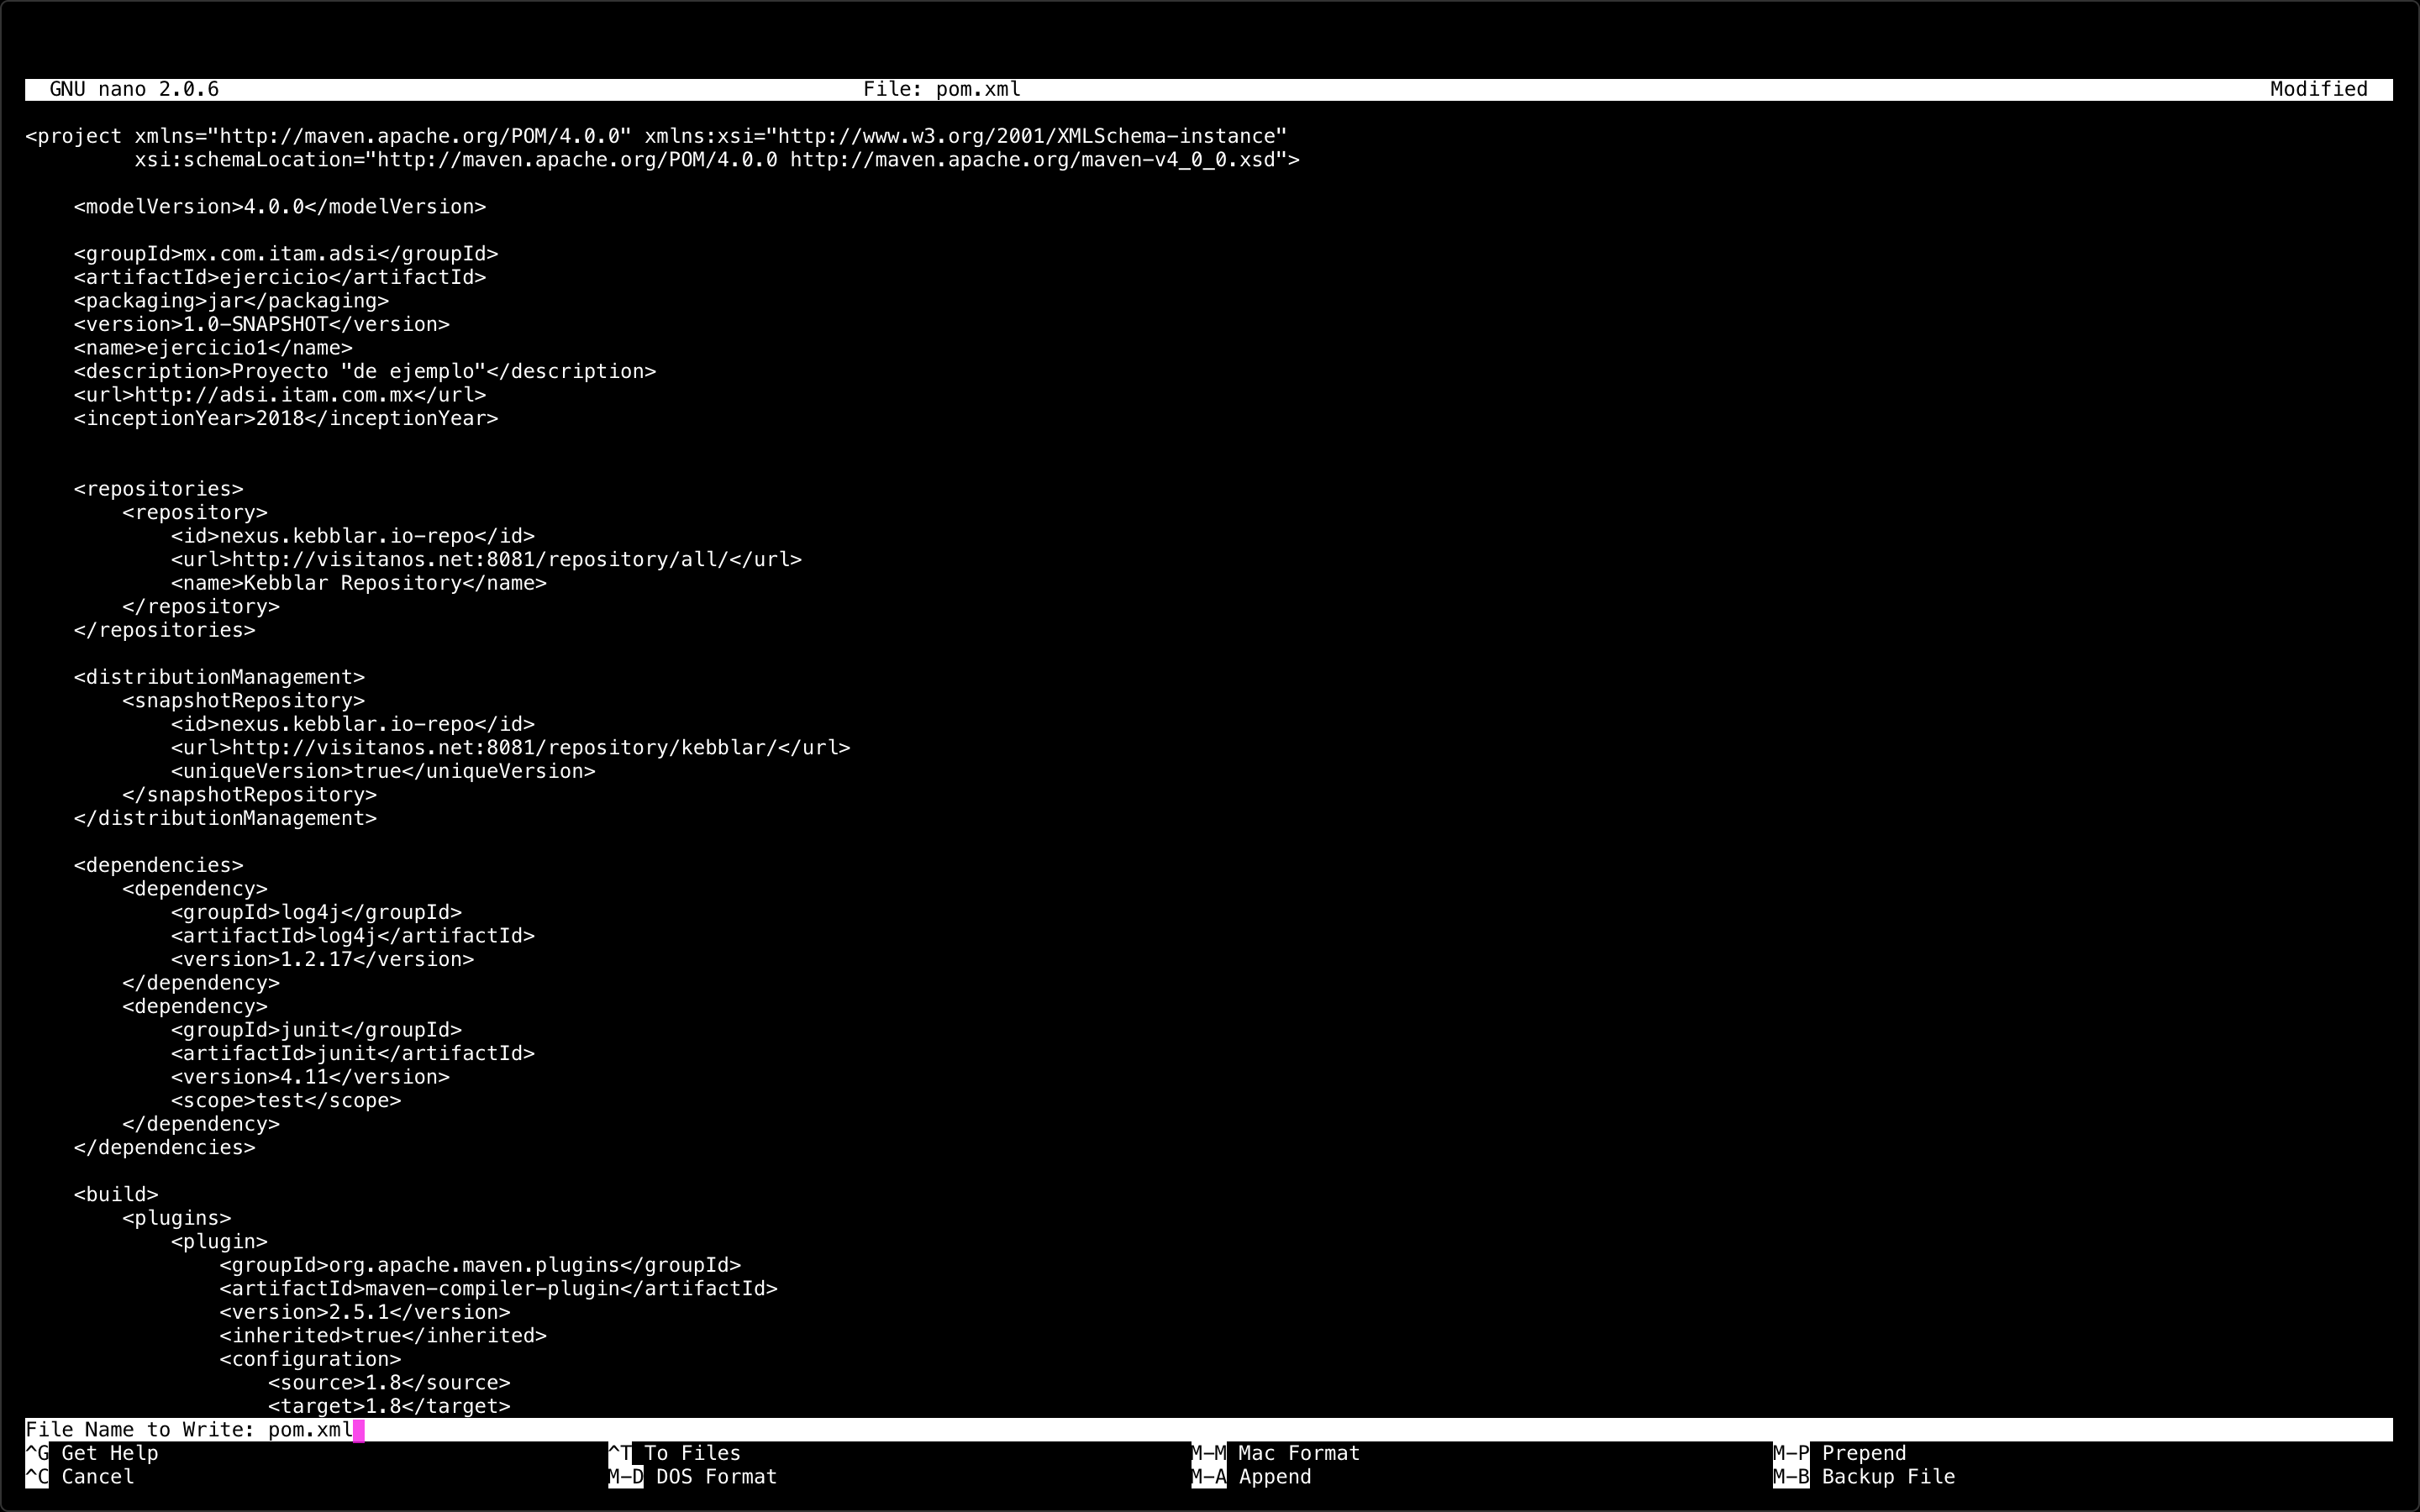 GNU nano 2.0.6 File: pom.xml Modified
<project xmlns="http://maven.apache.org/POM/4.0.0" xmlns:xsi="http://www.w3.org/2001/XMLSchema-instance"
         xsi:schemaLocation="http://maven.apache.org/POM/4.0.0 http://maven.apache.org/maven-v4_0_0.xsd">
    <modelVersion>4.0.0</modelVersion>
    <groupId>mx.com.itam.adsi</groupId>
    <artifactId>ejercicio</artifactId>
    <packaging>jar</packaging>
    <version>1.0-SNAPSHOT</version>
    <name>ejercicio1</name>
    <description>Proyecto "de ejemplo"</description>
    <url>http://adsi.itam.com.mx</url>
    <inceptionYear>2018</inceptionYear>
    <repositories>
        <repository>
            <id>nexus.kebblar.io-repo</id>
            <url>http://visitanos.net:8081/repository/all/</url>
            <name>Kebblar Repository</name>
        </repository>
    </repositories>
    <distributionManagement>
        <snapshotRepository>
            <id>nexus.kebblar.io-repo</id>
            <url>http://visitanos.net:8081/repository/kebblar/</url>
            <uniqueVersion>true</uniqueVersion>
        </snapshotRepository>
    </distributionManagement>
    <dependencies>
        <dependency>
            <groupId>log4j</groupId>
            <artifactId>log4j</artifactId>
            <version>1.2.17</version>
        </dependency>
        <dependency>
            <groupId>junit</groupId>
            <artifactId>junit</artifactId>
            <version>4.11</version>
            <scope>test</scope>
        </dependency>
    </dependencies>
    <build>
        <plugins>
            <plugin>
                <groupId>org.apache.maven.plugins</groupId>
                <artifactId>maven-compiler-plugin</artifactId>
                <version>2.5.1</version>
                <inherited>true</inherited>
                <configuration>
                    <source>1.8</source>
                    <target>1.8</target>
File Name to Write: pom.xml
^G Get Help ^T To Files M-M Mac Format M-P Prepend
^C Cancel M-D DOS Format M-A Append M-B Backup File